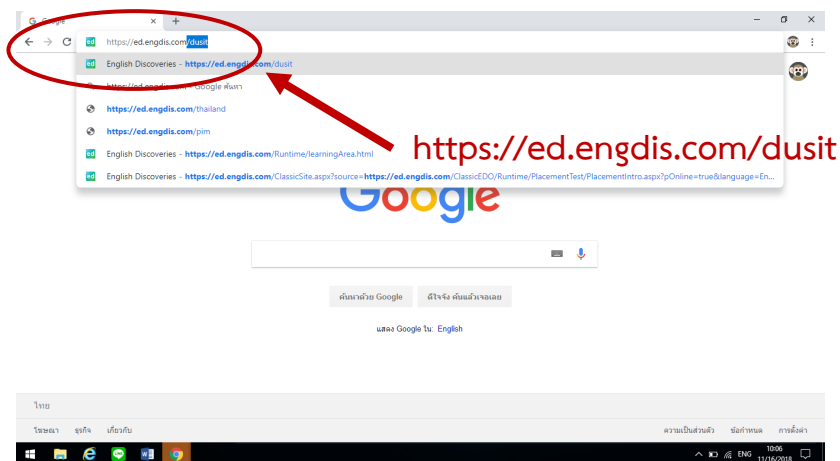 Google
https://ed.engdis.com/dusit
English Discoveries - https://ed.engdis.com/dusit
https://ed.engdis.com - Google ค้นหา
https://ed.engdis.com/thailand
https://ed.engdis.com/pim
https://ed.engdis.com/dusit
English Discoveries - https://ed.engdis.com/Runtime/learningArea.html
English Discoveries - https://ed.engdis.com/ClassicSite.aspx?source=https://ed.engdis.com/ClassicEDO/Runtime/PlacementTest/PlacementIntro.aspx?pOnline=true&language=En...
Google
ค้นหาด้วย Google ดีใจจัง ค้นแล้วเจอเลย
แสดง Google ใน: English
ไทย
โฆษณา ธุรกิจ เกี่ยวกับ ความเป็นส่วนตัว ข้อกำหนด การตั้งค่า
ENG 10:06
11/16/2018